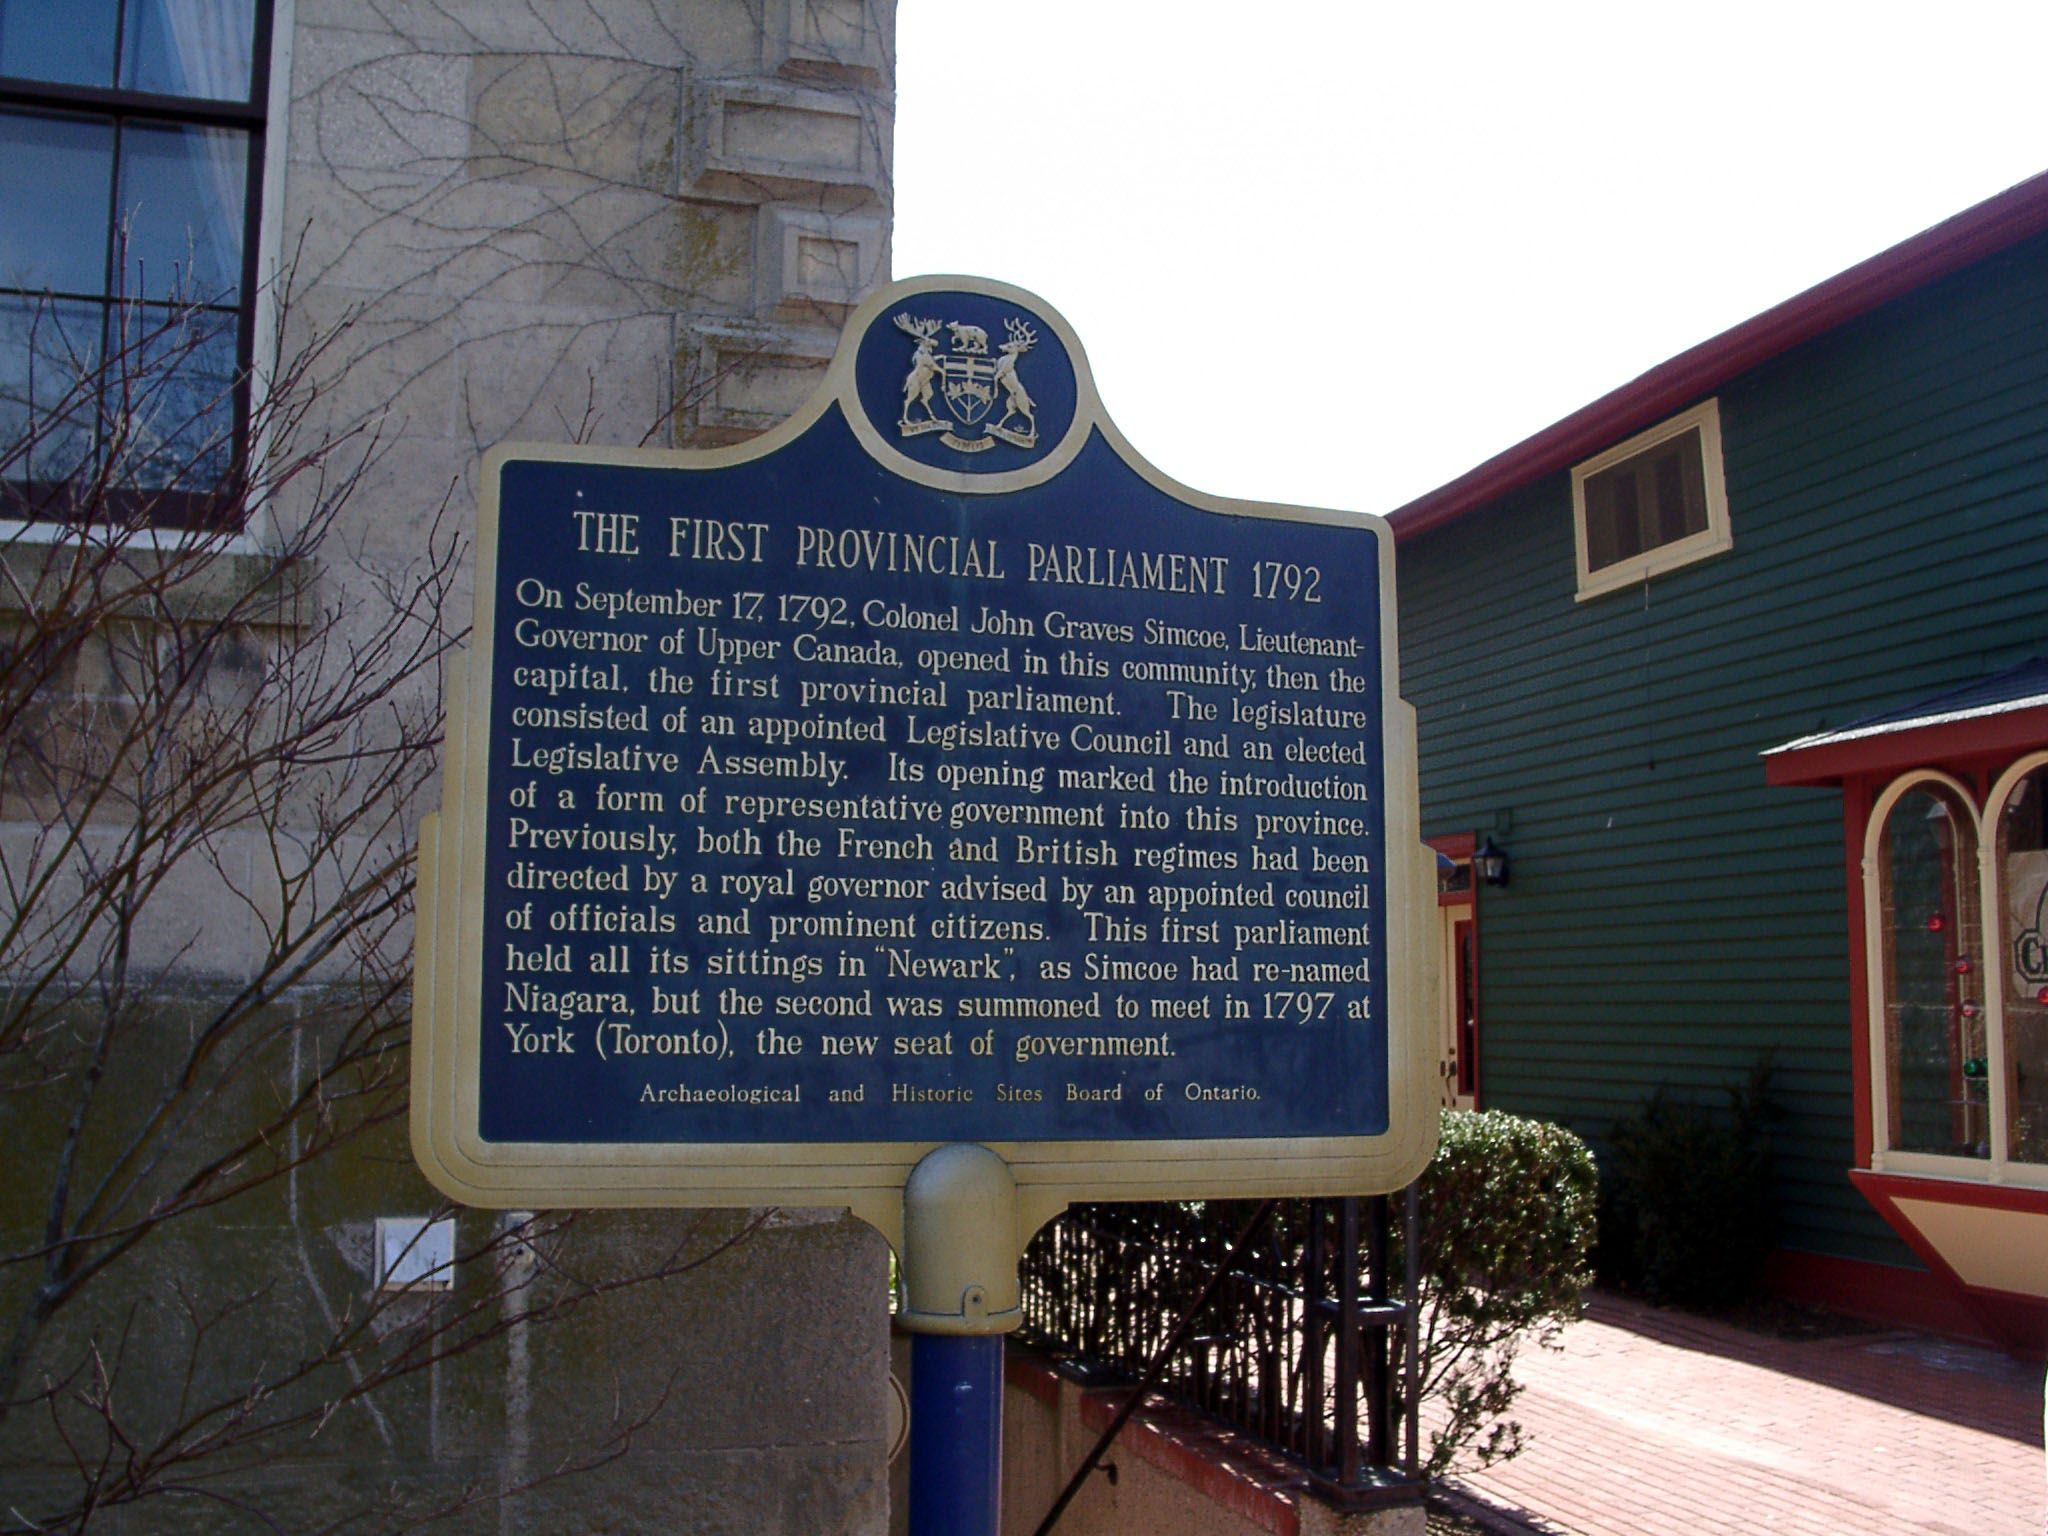 THE FIRST PROVINCIAL PARLIAMENT 1792
On September 17, 1792, Colonel John Graves Simcoe, Lieutenant-
Governor of Upper Canada, opened in this community, then the
capital, the first provincial parliament. The legislature
consisted of an appointed Legislative Council and an elected
Legislative Assembly. Its opening marked the introduction
of a form of representative government into this province.
Previously, both the French and British regimes had been
directed by a royal governor advised by an appointed council
of officials and prominent citizens. This first parliament
held all its sittings in "Newark", as Simcoe had re-named
Niagara, but the second was summoned to meet in 1797 at
York (Toronto), the new seat of government.
Archaeological and Historic Sites Board of Ontario.